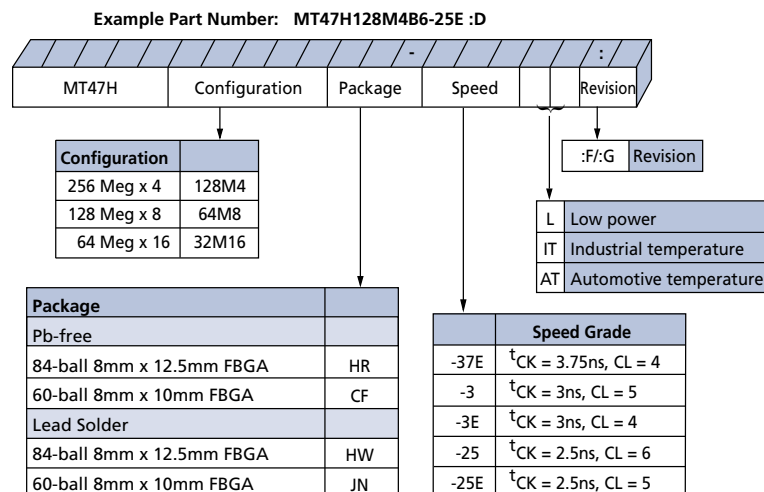 Example Part Number: MT47H128M4B6-25E :D
- :
MT47H Configuration Package Speed Revision
Configuration
256 Meg x 4 128M4
128 Meg x 8 64M8
64 Meg x 16 32M16
:F/:G Revision
L Low power
IT Industrial temperature
AT Automotive temperature
Package
Pb-free
84-ball 8mm x 12.5mm FBGA HR
60-ball 8mm x 10mm FBGA CF
Lead Solder
84-ball 8mm x 12.5mm FBGA HW
60-ball 8mm x 10mm FBGA JN
Speed Grade
-37E tCK = 3.75ns, CL = 4
-3 tCK = 3ns, CL = 5
-3E tCK = 3ns, CL = 4
-25 tCK = 2.5ns, CL = 6
-25E tCK = 2.5ns, CL = 5